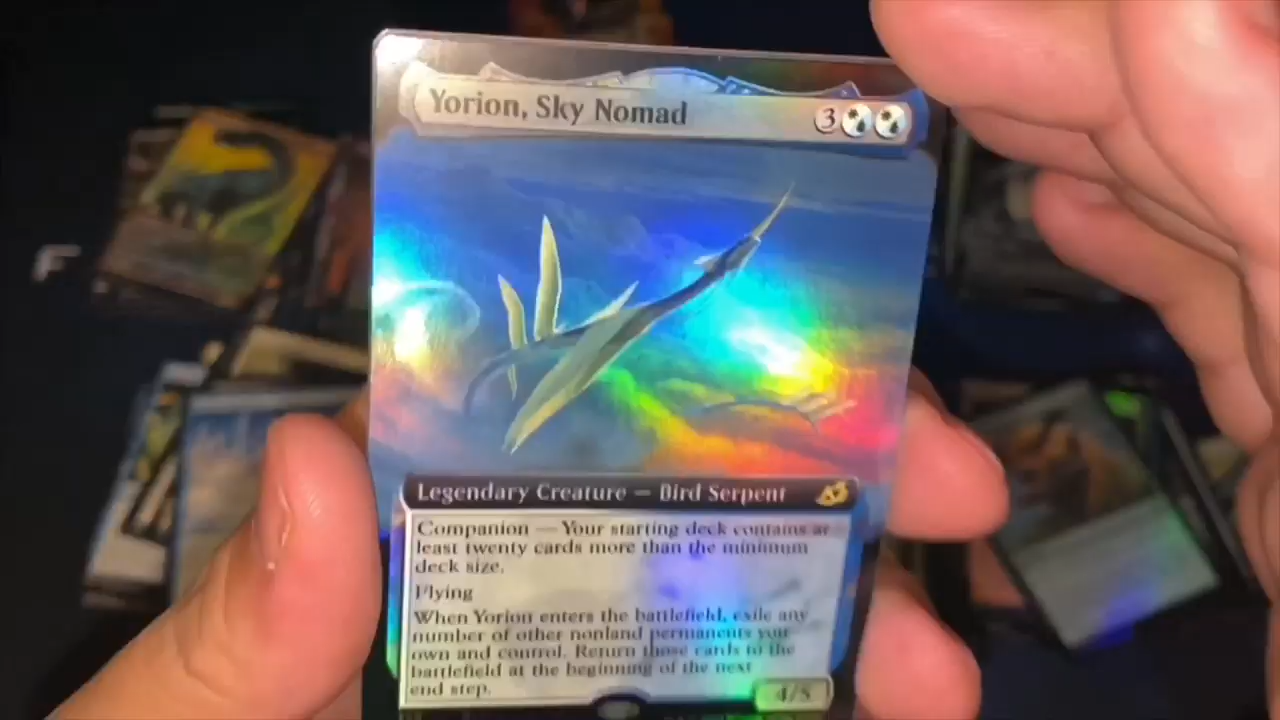 Yorion, Sky Nomad
3
Legendary Creature — Bird Serpent
Companion — Your starting deck contains at
least twenty cards more than the minimum
deck size.
Flying
When Yorion enters the battlefield, exile any
number of other nonland permanents you
own and control. Return those cards to the
battlefield at the beginning of the next
end step.
4/5